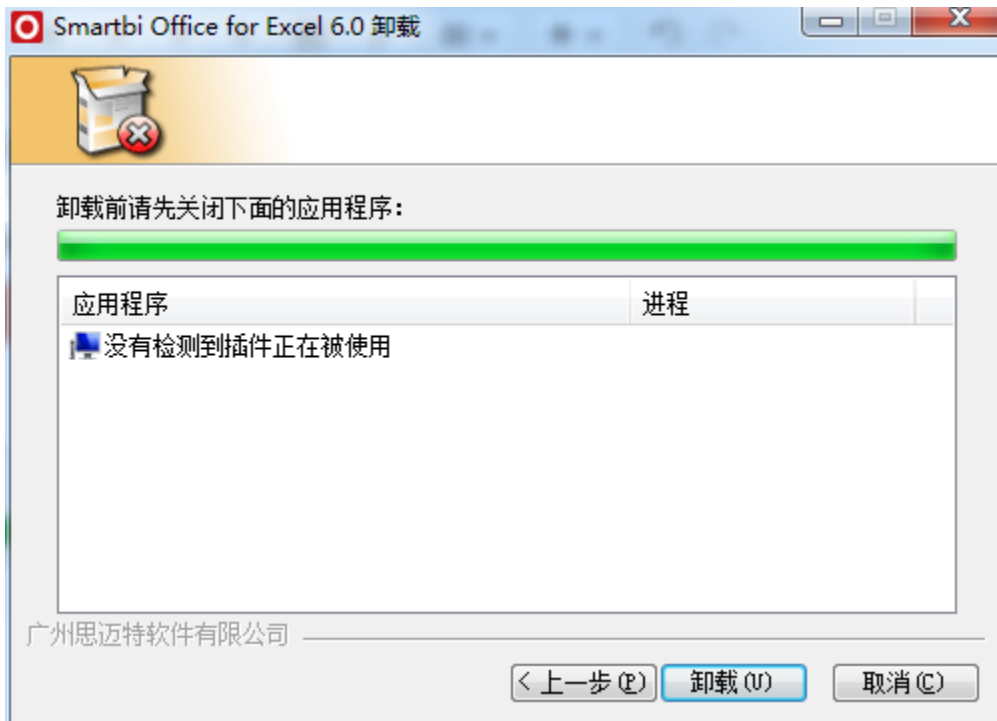 Smartbi Office for Excel 6.0 卸载
卸载前请先关闭下面的应用程序：
应用程序 进程
没有检测到插件正在被使用
广州思迈特软件有限公司
< 上一步(P) 卸载(U) 取消(C)